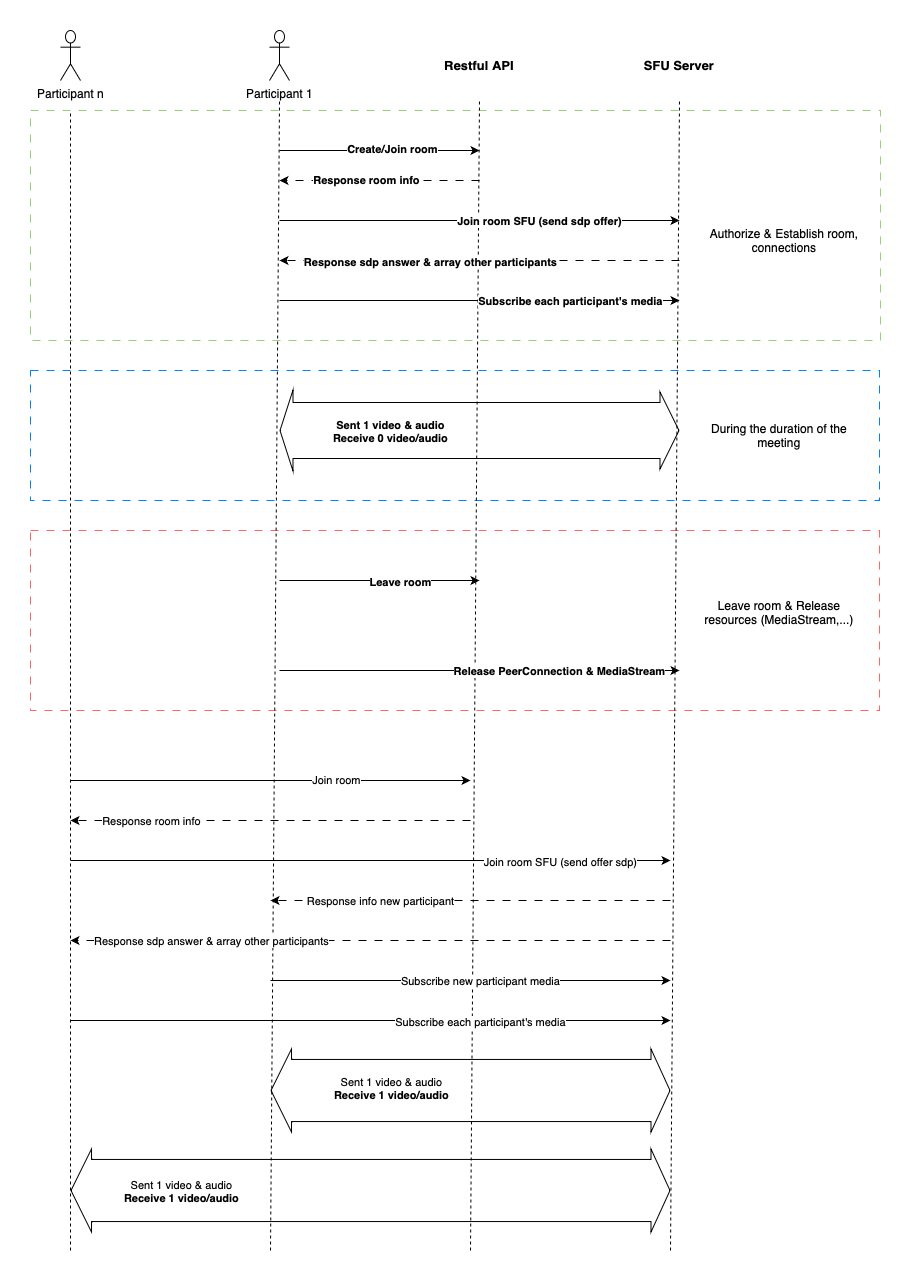 Participant n
Participant 1
Restful API
SFU Server
Create/Join room
Response room info
Join room SFU (send sdp offer)
Authorize & Establish room,
connections
Response sdp answer & array other participants
Subscribe each participant's media
Sent 1 video & audio
Receive 0 video/audio
During the duration of the
meeting
Leave room
Leave room & Release
resources (MediaStream,...)
Release PeerConnection & MediaStream
Join room
Response room info
Join room SFU (send offer sdp)
Response info new participant
Response sdp answer & array other participants
Subscribe new participant media
Subscribe each participant's media
Sent 1 video & audio
Receive 1 video/audio
Sent 1 video & audio
Receive 1 video/audio